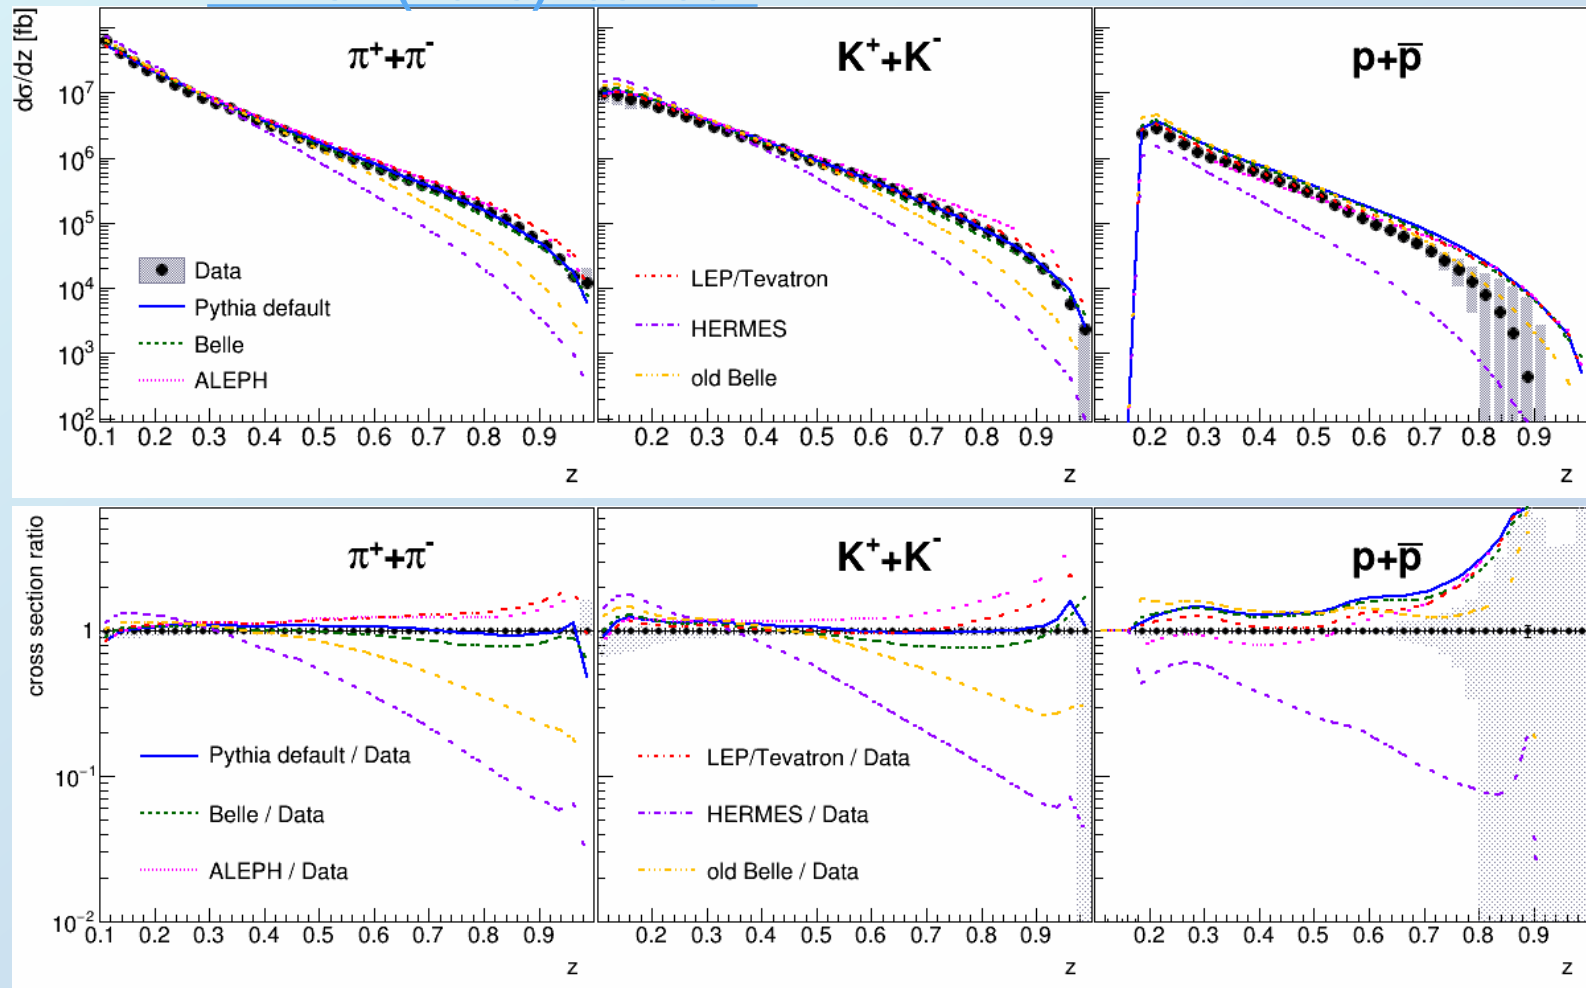 dσ/dz [fb]
π⁺+π⁻
K⁺+K⁻
p+p̅
10⁷
10⁶
10⁵
10⁴
10³
10²
Data
Pythia default
Belle
ALEPH
LEP/Tevatron
HERMES
old Belle
0.1 0.2 0.3 0.4 0.5 0.6 0.7 0.8 0.9
0.2 0.3 0.4 0.5 0.6 0.7 0.8 0.9
0.2 0.3 0.4 0.5 0.6 0.7 0.8 0.9
z
z
z
cross section ratio
π⁺+π⁻
K⁺+K⁻
p+p̅
1
10⁻¹
10⁻²
Pythia default / Data
Belle / Data
ALEPH / Data
LEP/Tevatron / Data
HERMES / Data
old Belle / Data
0.1 0.2 0.3 0.4 0.5 0.6 0.7 0.8 0.9
0.2 0.3 0.4 0.5 0.6 0.7 0.8 0.9
0.2 0.3 0.4 0.5 0.6 0.7 0.8 0.9
z
z
z